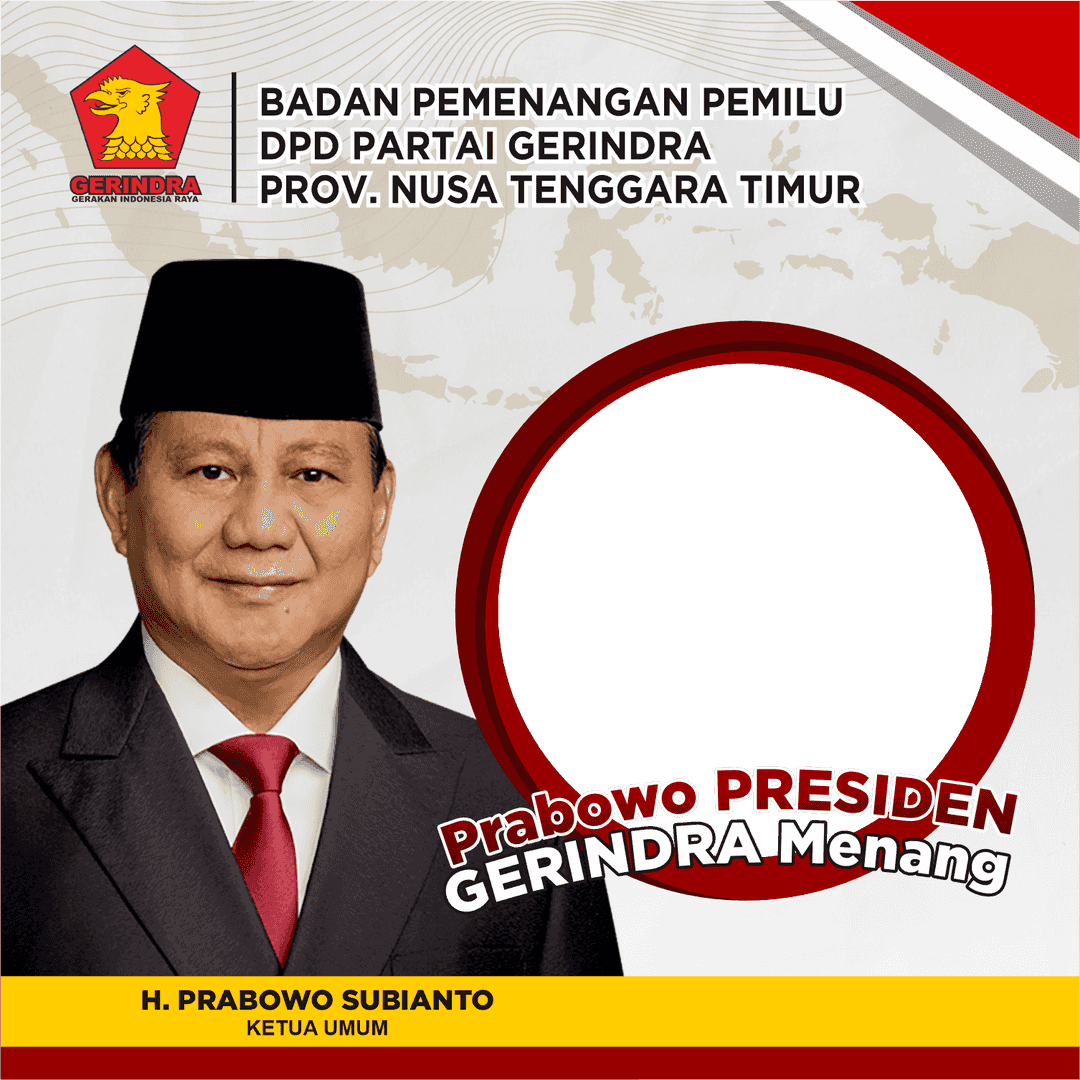 GERINDRA
GERAKAN INDONESIA RAYA
BADAN PEMENANGAN PEMILU
DPD PARTAI GERINDRA
PROV. NUSA TENGGARA TIMUR
Prabowo PRESIDEN
GERINDRA Menang
H. PRABOWO SUBIANTO
KETUA UMUM